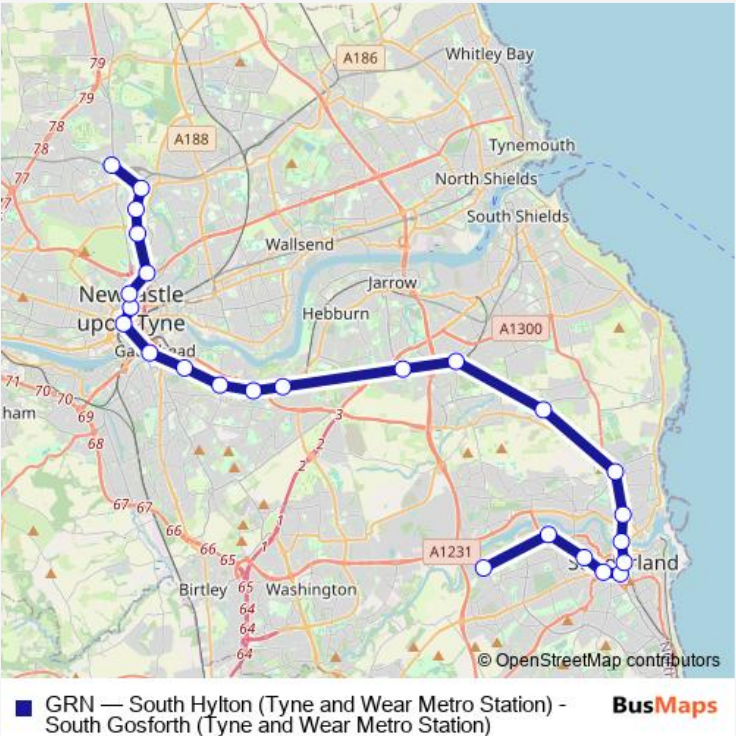 79
A186
Whitley Bay
79
78
A188
78
Tynemouth
77
North Shields
South Shields
Wallsend
Jarrow
Newcastle
upon Tyne
Hebburn
A1300
Gateshead
71
70
70
ham
69
3
68
2
2
67
67
1
66
66
65
1
A1231
Sunderland
65
Birtley
Washington
64
64
64
© OpenStreetMap contributors
GRN — South Hylton (Tyne and Wear Metro Station) -
South Gosforth (Tyne and Wear Metro Station)
BusMaps